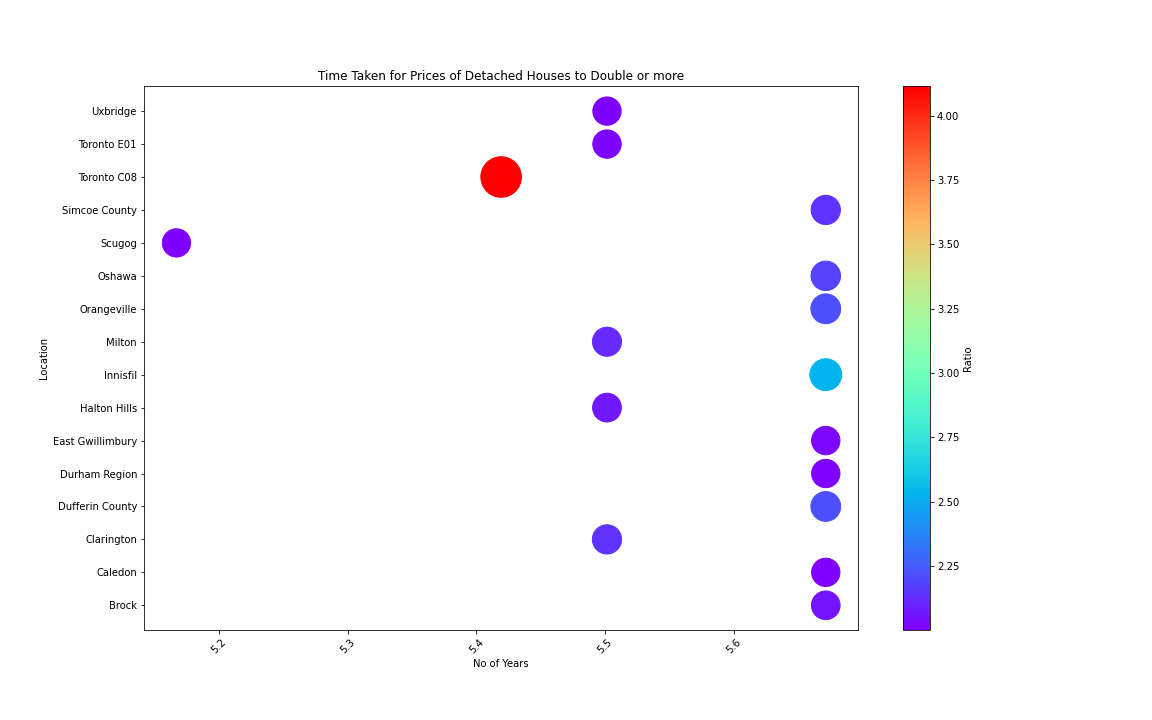 Time Taken for Prices of Detached Houses to Double or more
Uxbridge
Toronto E01
Toronto C08
Simcoe County
Scugog
Oshawa
Orangeville
Milton
Innisfil
Halton Hills
East Gwillimbury
Durham Region
Dufferin County
Clarington
Caledon
Brock
Location
5.2
5.3
5.4
5.5
5.6
No of Years
4.00
3.75
3.50
3.25
3.00
2.75
2.50
2.25
Ratio